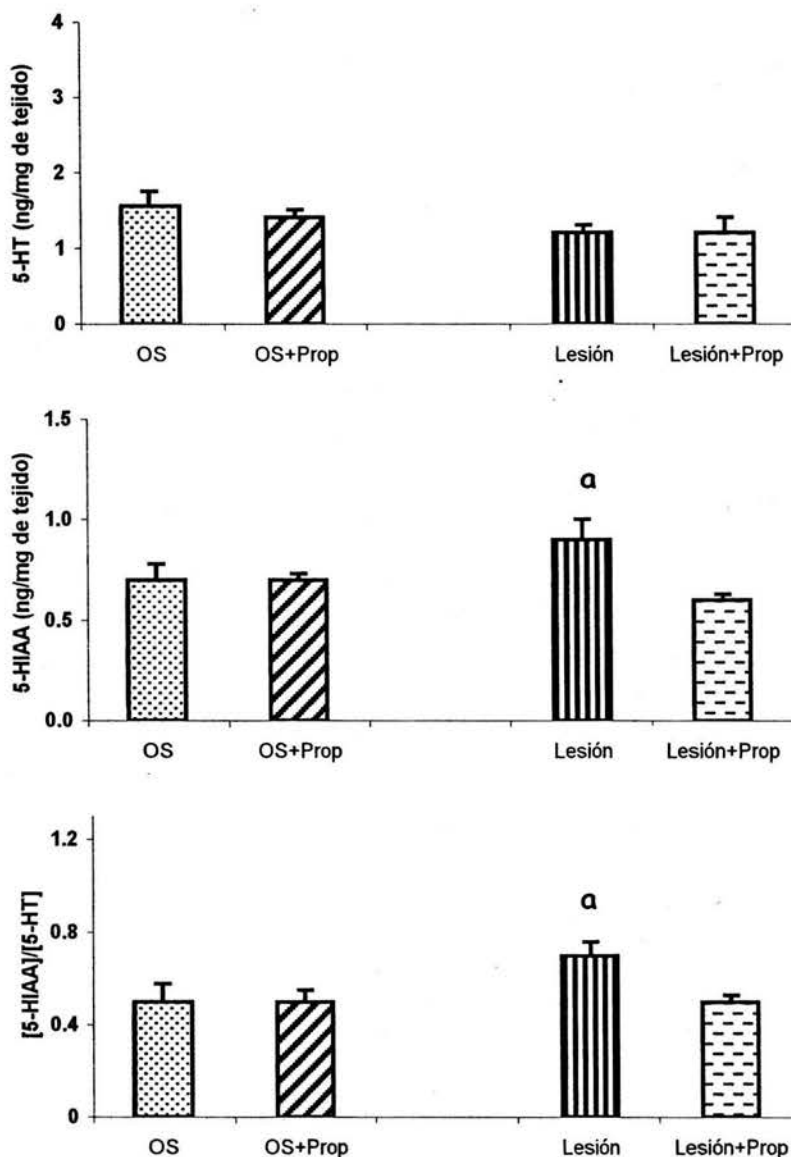 5-HT (ng/mg de tejido)
4
3
2
1
0
OS OS+Prop Lesión Lesión+Prop
5-HIAA (ng/mg de tejido)
1.5
1.0
0.5
0.0
a
OS OS+Prop Lesión Lesión+Prop
[5-HIAA]/[5-HT]
1.2
0.8
0.4
0
a
OS OS+Prop Lesión Lesión+Prop